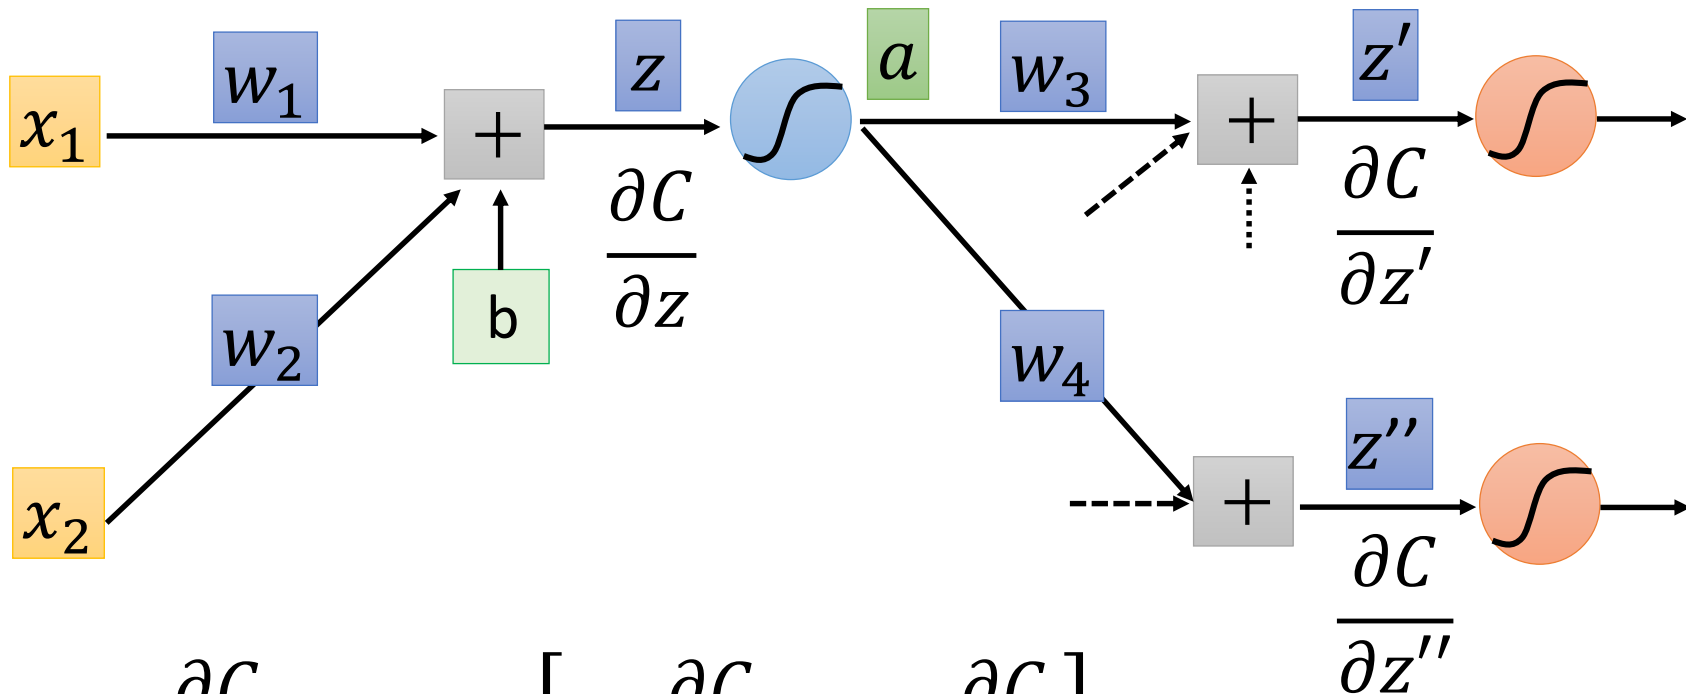 x₁
w₁
+
z
a
w₃
+
z′
∂C
∂z
∂C
∂z′
w₂
b
w₄
x₂
+
z′′
∂C
∂z′′
∂C [ ∂C ∂C ]